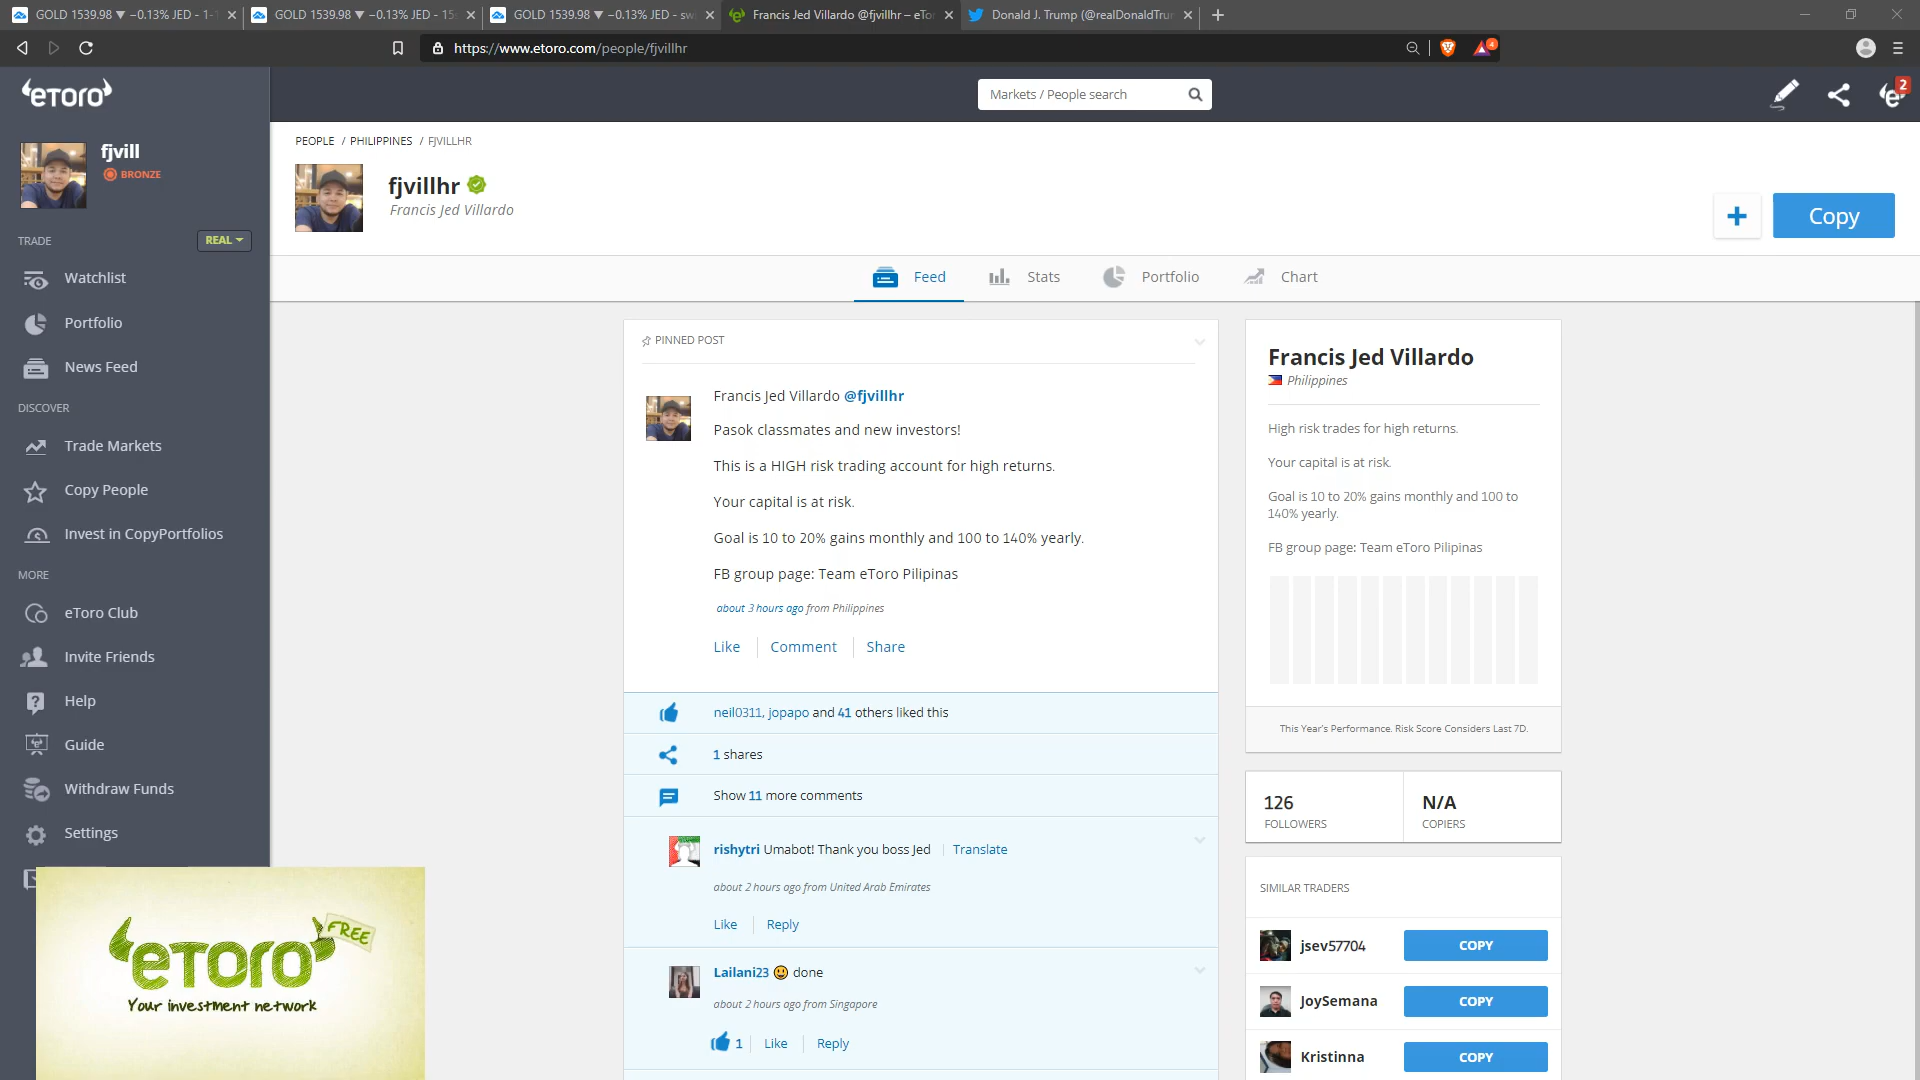 GOLD 1539.98 ▼ −0.13% JED - 1-1
GOLD 1539.98 ▼ −0.13% JED - 15
GOLD 1539.98 ▼ −0.13% JED - sw
Francis Jed Villardo @fjvillhr – eTo
Donald J. Trump (@realDonaldTru
https://www.etoro.com/people/fjvillhr
4
eToro
Markets / People search
2
fjvill
BRONZE
TRADE
REAL
Watchlist
Portfolio
News Feed
DISCOVER
Trade Markets
Copy People
Invest in CopyPortfolios
MORE
eToro Club
Invite Friends
Help
Guide
Withdraw Funds
Settings
PEOPLE / PHILIPPINES / FJVILLHR
fjvillhr
Francis Jed Villardo
+
Copy
Feed
Stats
Portfolio
Chart
PINNED POST
Francis Jed Villardo @fjvillhr
Pasok classmates and new investors!
This is a HIGH risk trading account for high returns.
Your capital is at risk.
Goal is 10 to 20% gains monthly and 100 to 140% yearly.
FB group page: Team eToro Pilipinas
about 3 hours ago from Philippines
Like
Comment
Share
neil0311, jopapo and 41 others liked this
1 shares
Show 11 more comments
rishytri Umabot! Thank you boss Jed
Translate
about 2 hours ago from United Arab Emirates
Like
Reply
Lailani23 😃 done
about 2 hours ago from Singapore
1
Like
Reply
Francis Jed Villardo
Philippines
High risk trades for high returns.
Your capital is at risk.
Goal is 10 to 20% gains monthly and 100 to
140% yearly.
FB group page: Team eToro Pilipinas
This Year's Performance. Risk Score Considers Last 7D.
126
FOLLOWERS
N/A
COPIERS
SIMILAR TRADERS
jsev57704
COPY
JoySemana
COPY
Kristinna
COPY
eToro
FREE
Your investment network